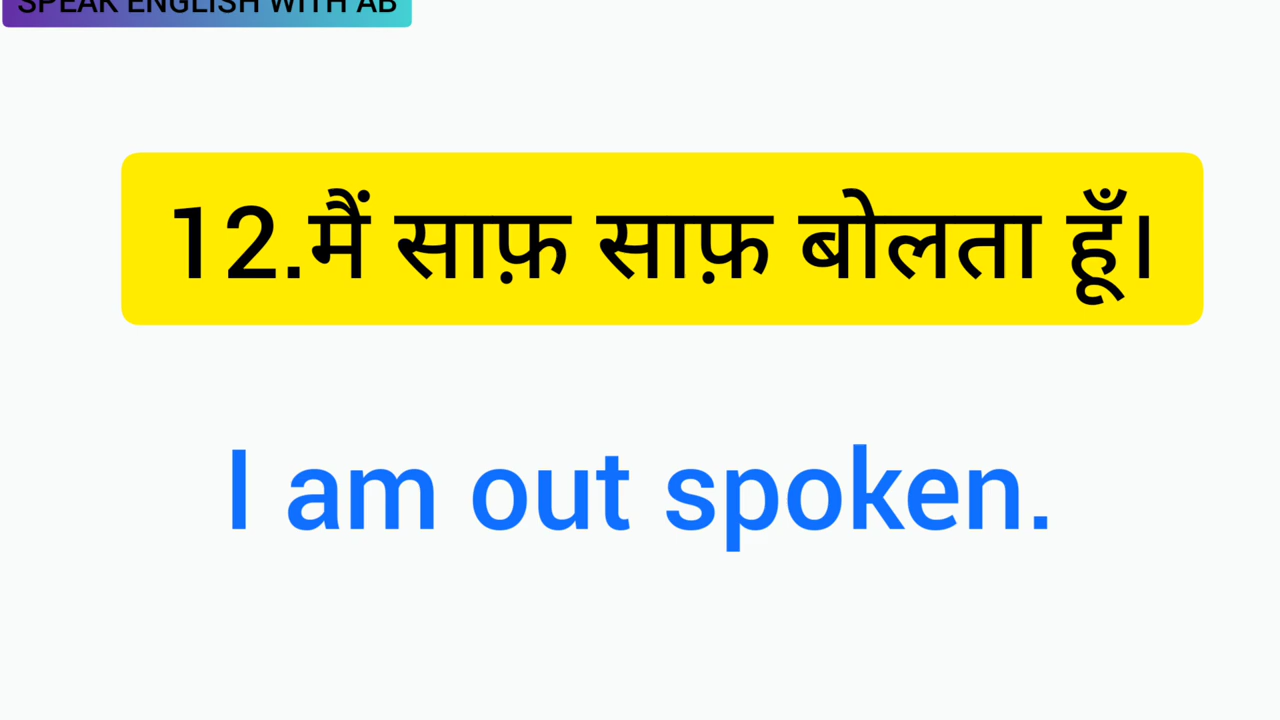 SPEAK ENGLISH WITH AB
12.मैं साफ़ साफ़ बोलता हूँ।
I am out spoken.